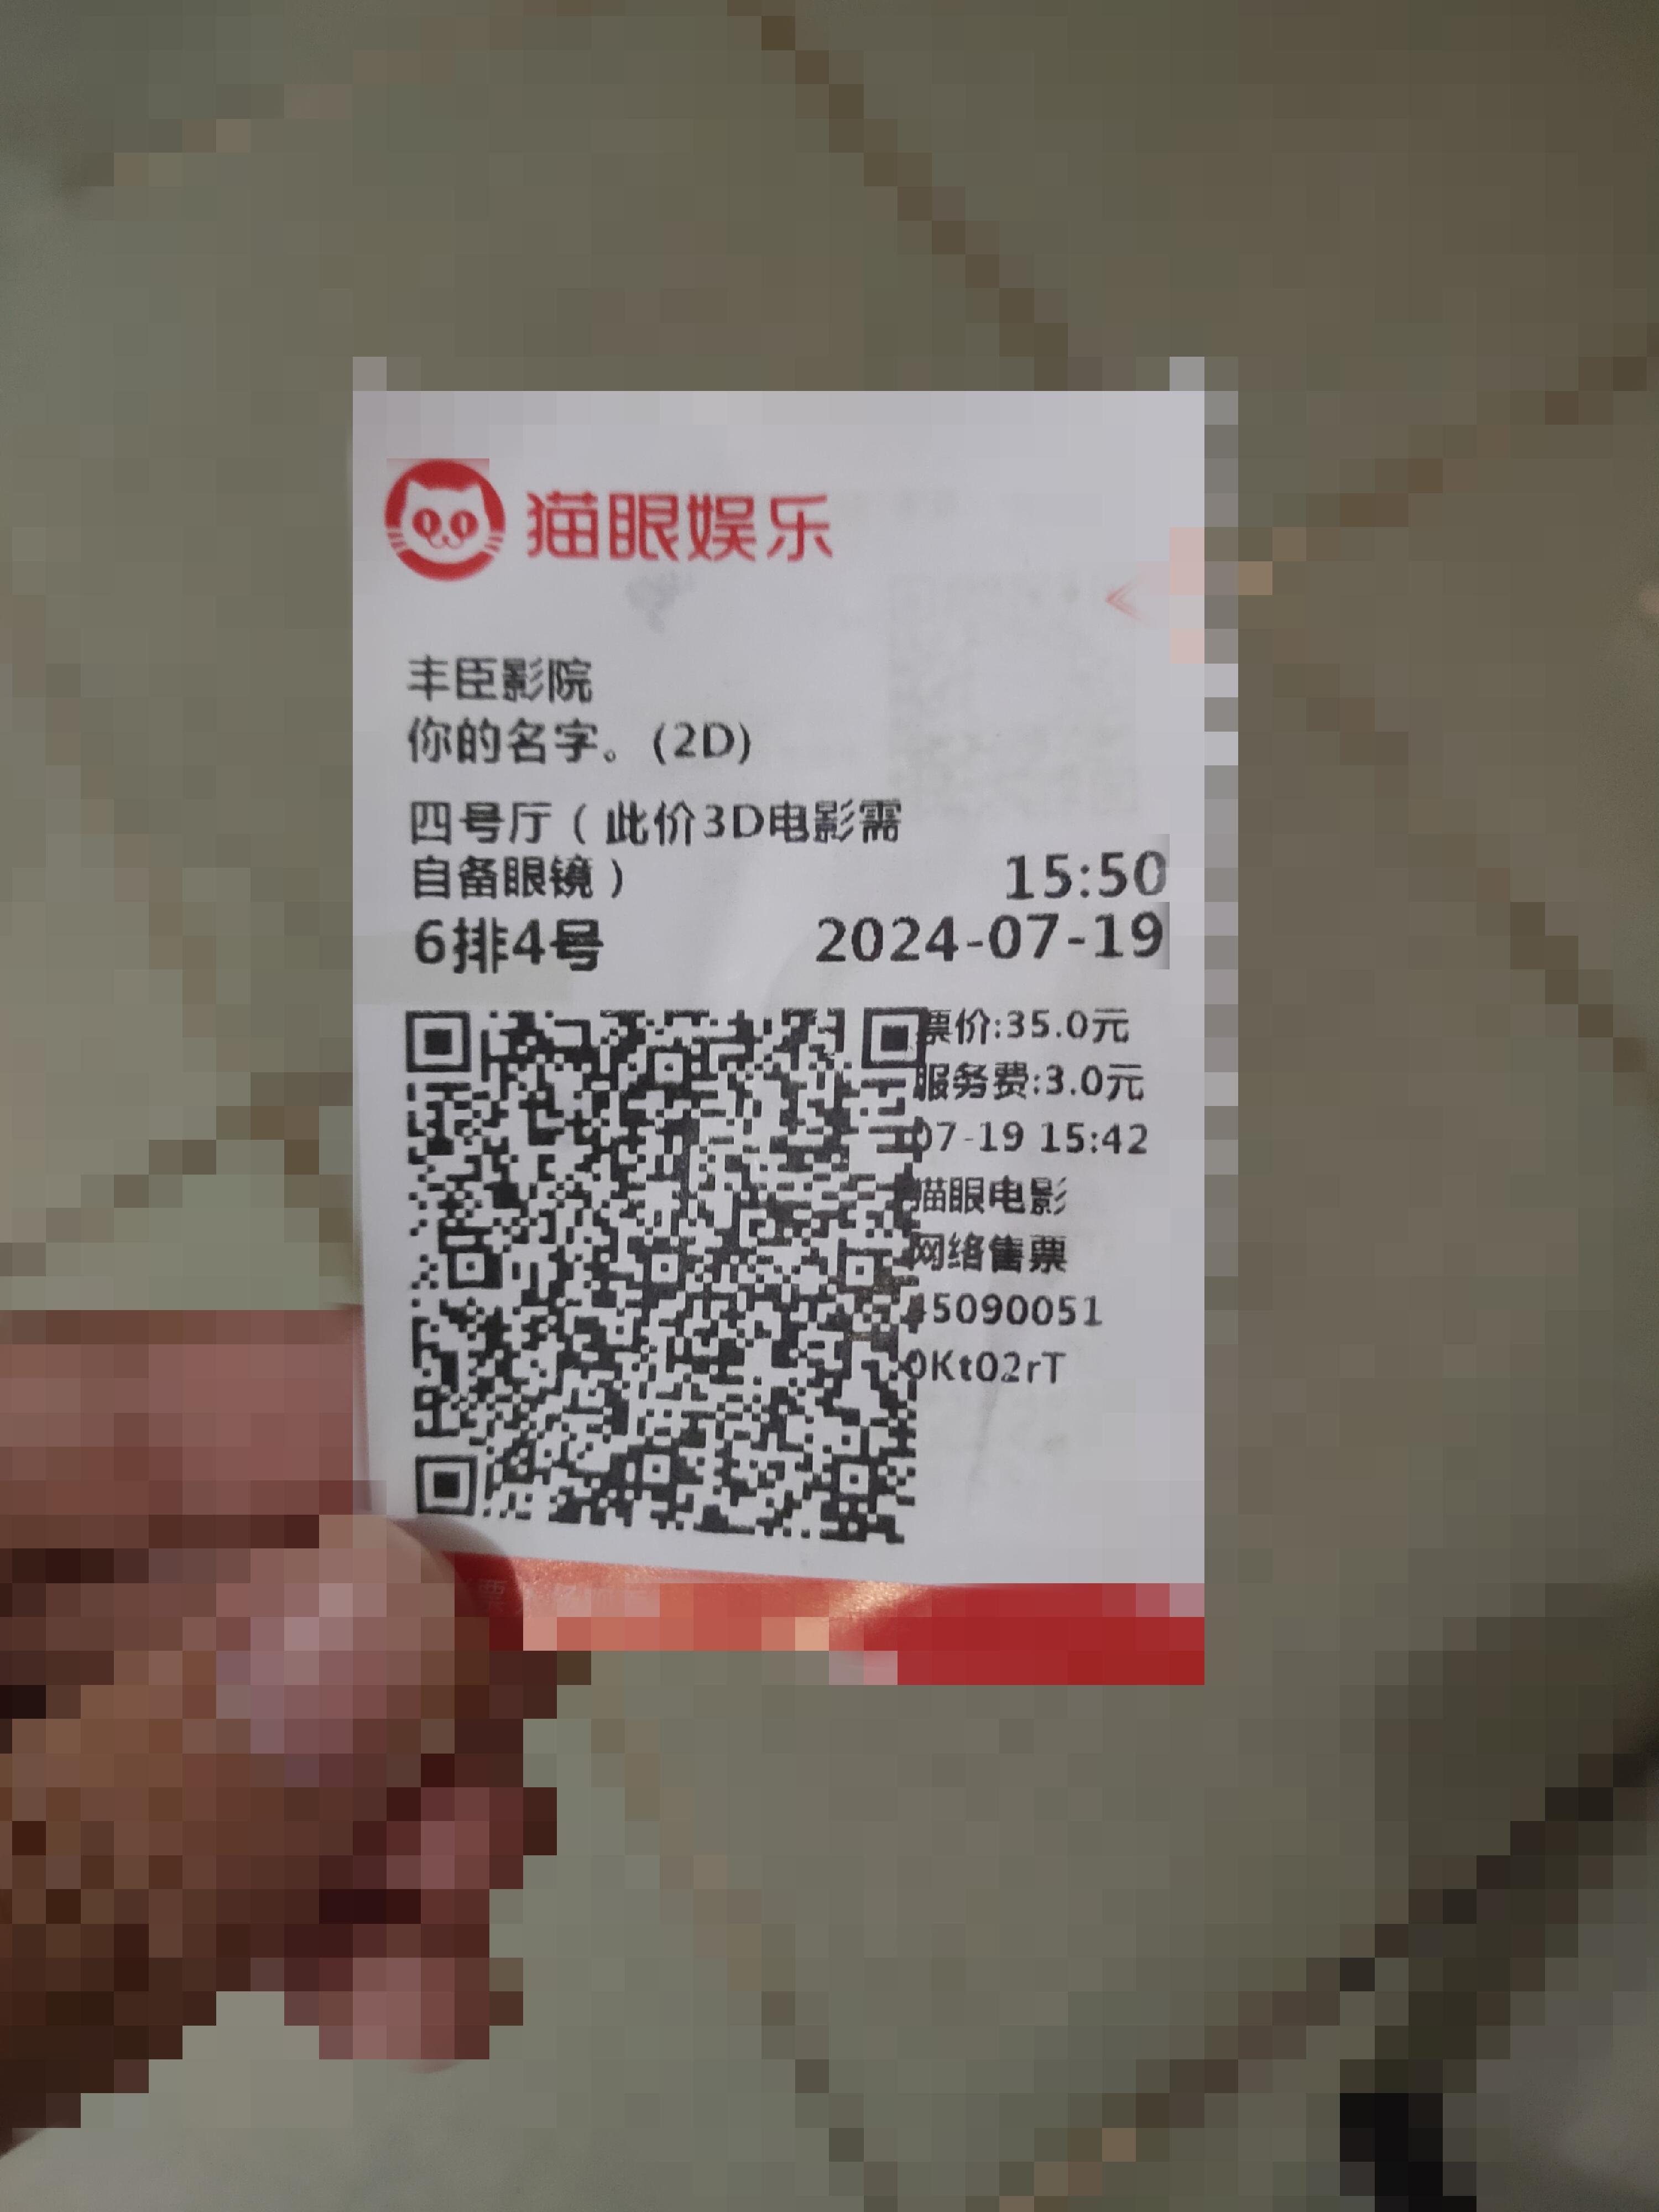 猫眼娱乐
丰臣影院
你的名字。(2D)
四号厅（此价3D电影需
自备眼镜）
15:50
6排4号
2024-07-19
票价:35.0元
服务费:3.0元
07-19 15:42
猫眼电影
网络售票
45090051
0Kt02rT